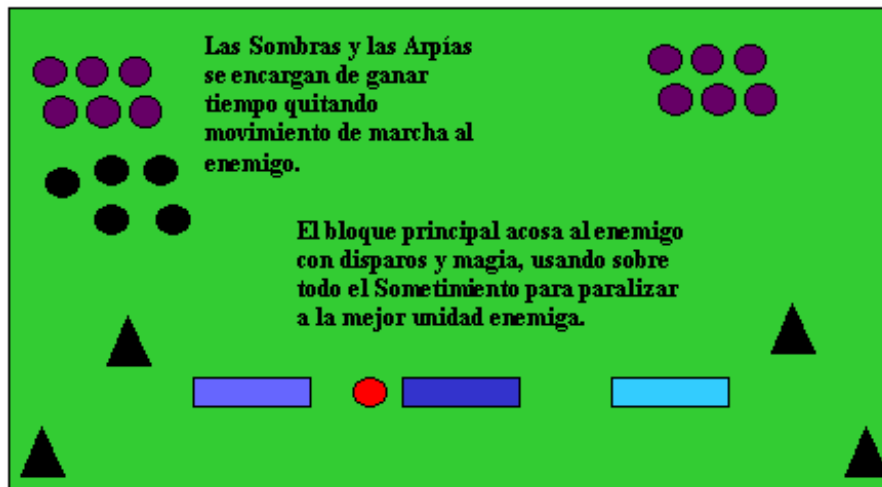 Las Sombras y las Arpías
se encargan de ganar
tiempo quitando
movimiento de marcha al
enemigo.
El bloque principal acosa al enemigo
con disparos y magia, usando sobre
todo el Sometimiento para paralizar
a la mejor unidad enemiga.